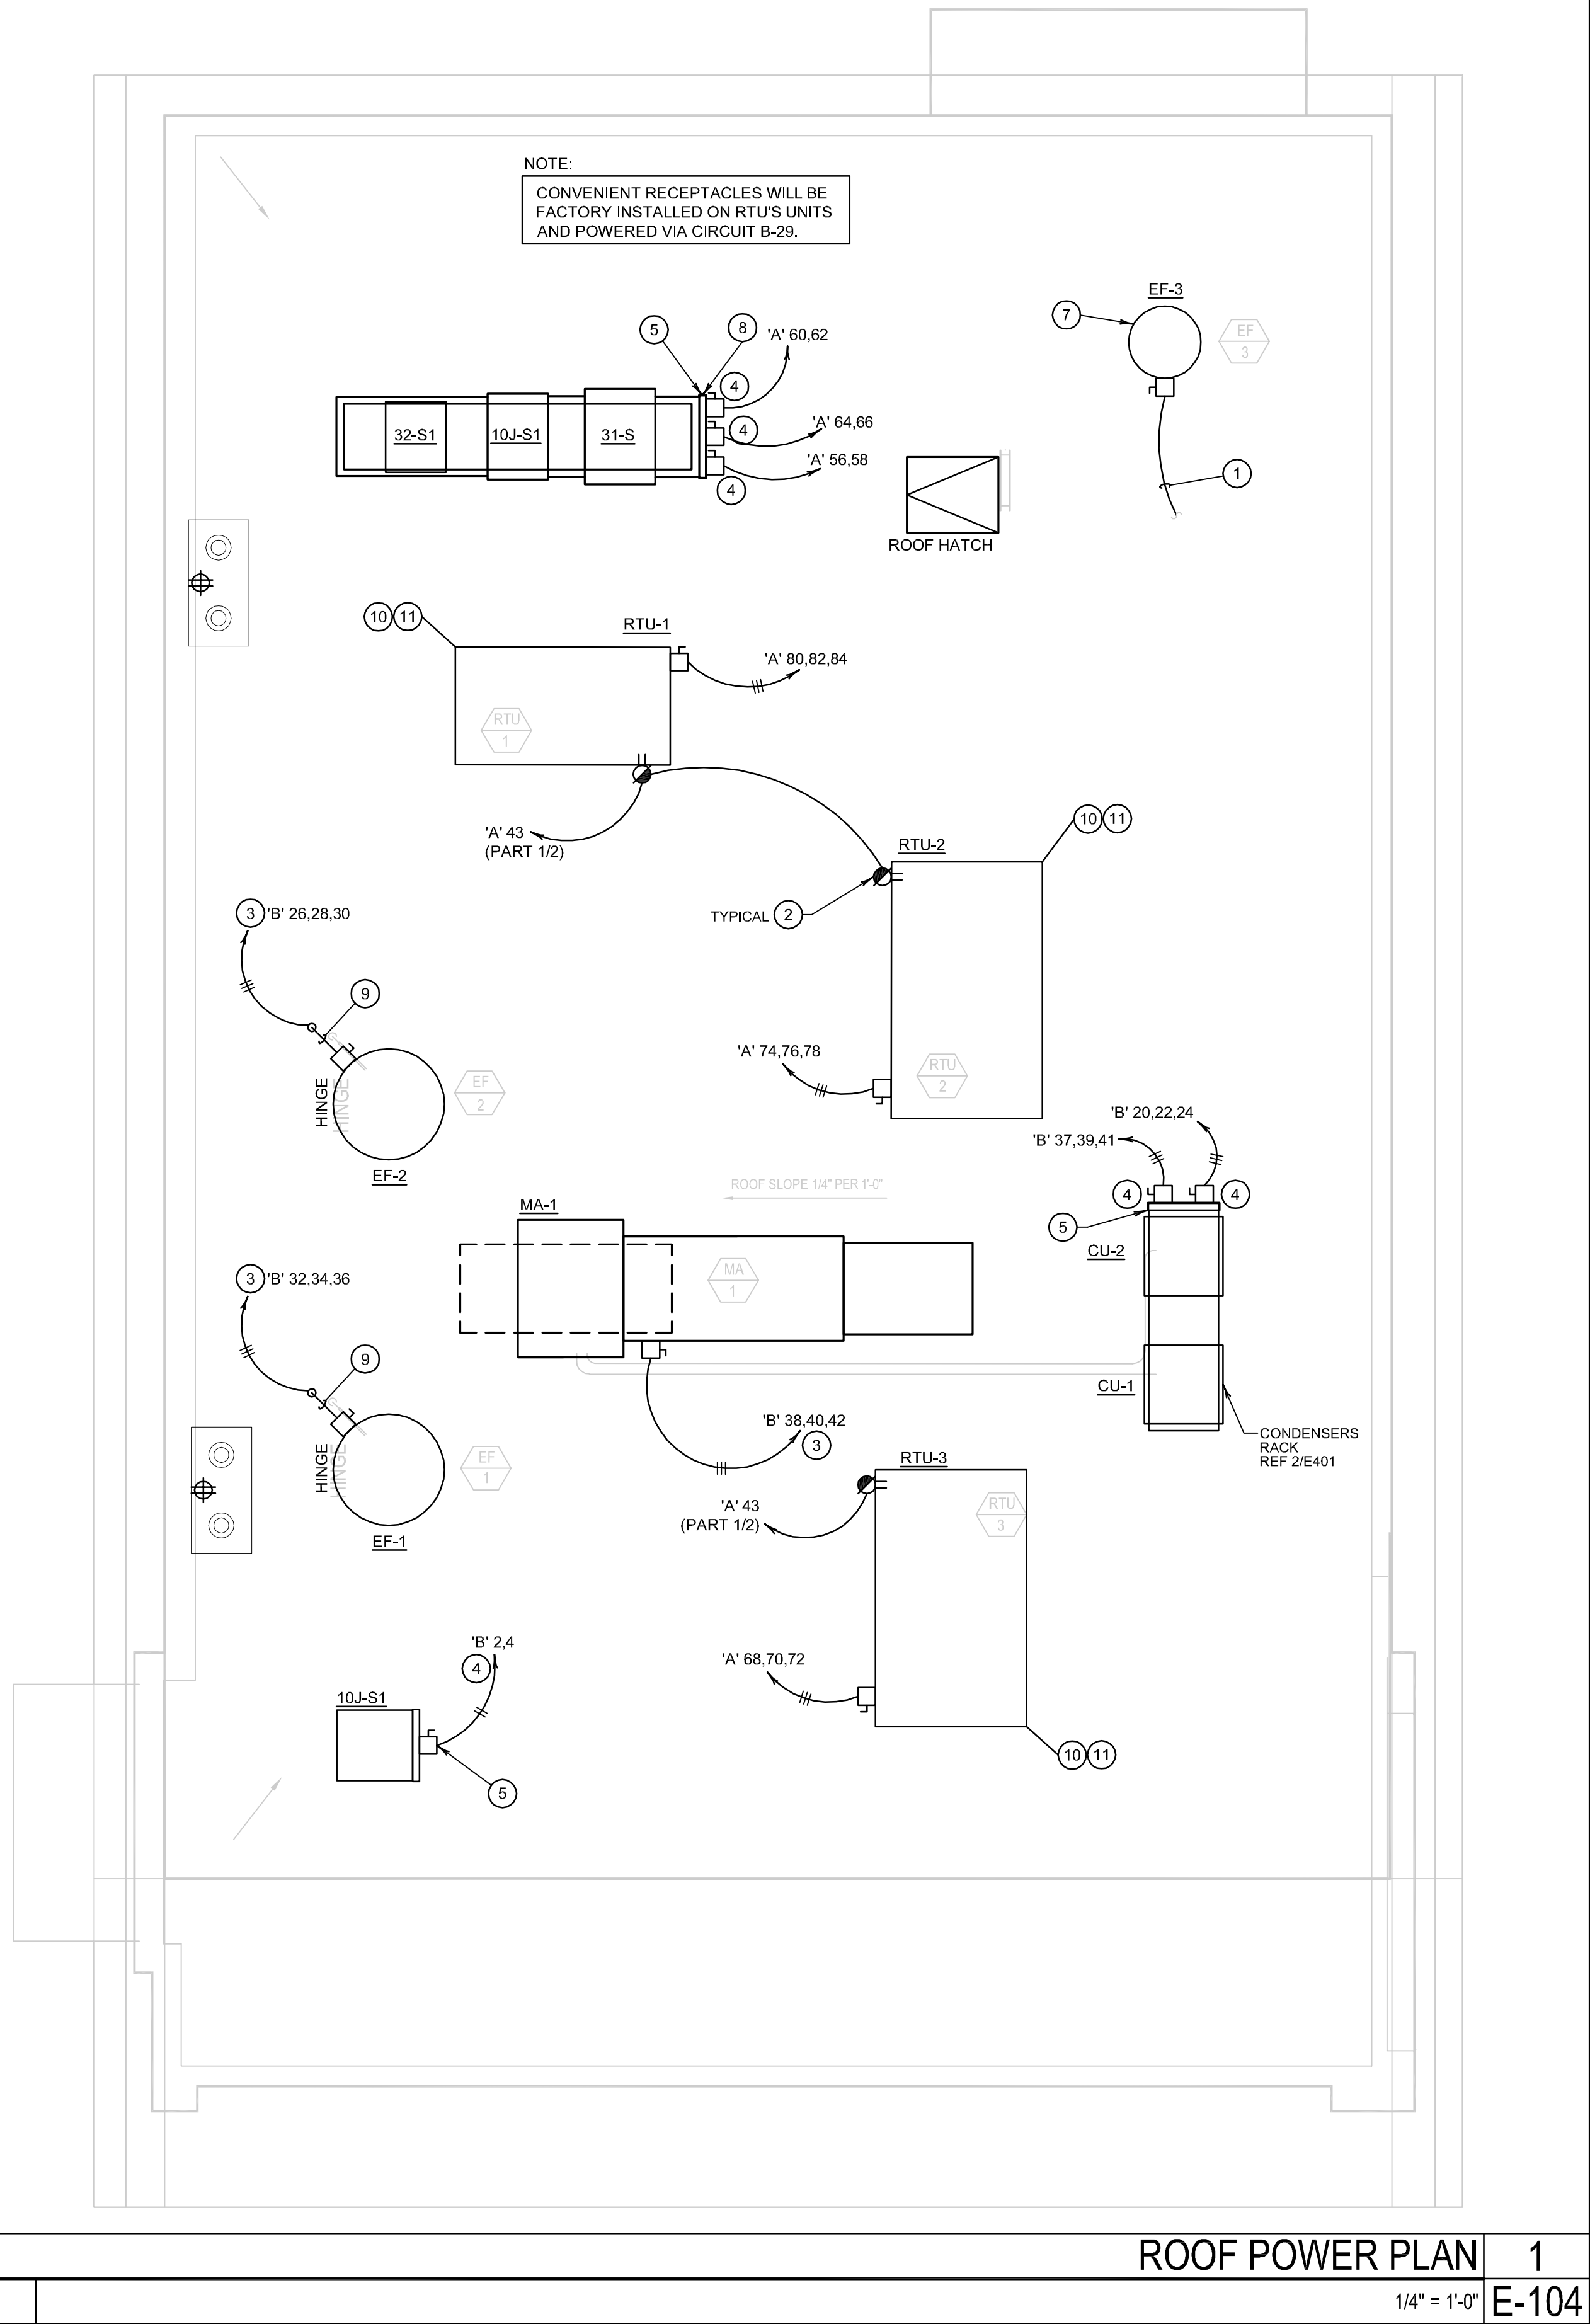 NOTE:
CONVENIENT RECEPTACLES WILL BE
FACTORY INSTALLED ON RTU'S UNITS
AND POWERED VIA CIRCUIT B-29.
EF-3
7
EF
3
5
8
'A' 60,62
4
32-S1
10J-S1
31-S
4
'A' 64,66
'A' 56,58
4
1
ROOF HATCH
10
11
RTU-1
'A' 80,82,84
RTU
1
'A' 43
(PART 1/2)
10
11
RTU-2
TYPICAL
2
3
'B' 26,28,30
9
HINGE
HINGE
EF
2
EF-2
'A' 74,76,78
RTU
2
'B' 20,22,24
'B' 37,39,41
4
4
5
CU-2
ROOF SLOPE 1/4" PER 1'-0"
MA-1
MA
1
CU-1
CONDENSERS
RACK
REF 2/E401
3
'B' 32,34,36
9
HINGE
HINGE
EF
1
EF-1
'B' 38,40,42
3
RTU-3
'A' 43
(PART 1/2)
RTU
3
'B' 2,4
4
10J-S1
5
'A' 68,70,72
10
11
ROOF POWER PLAN
1
1/4" = 1'-0"
E-104